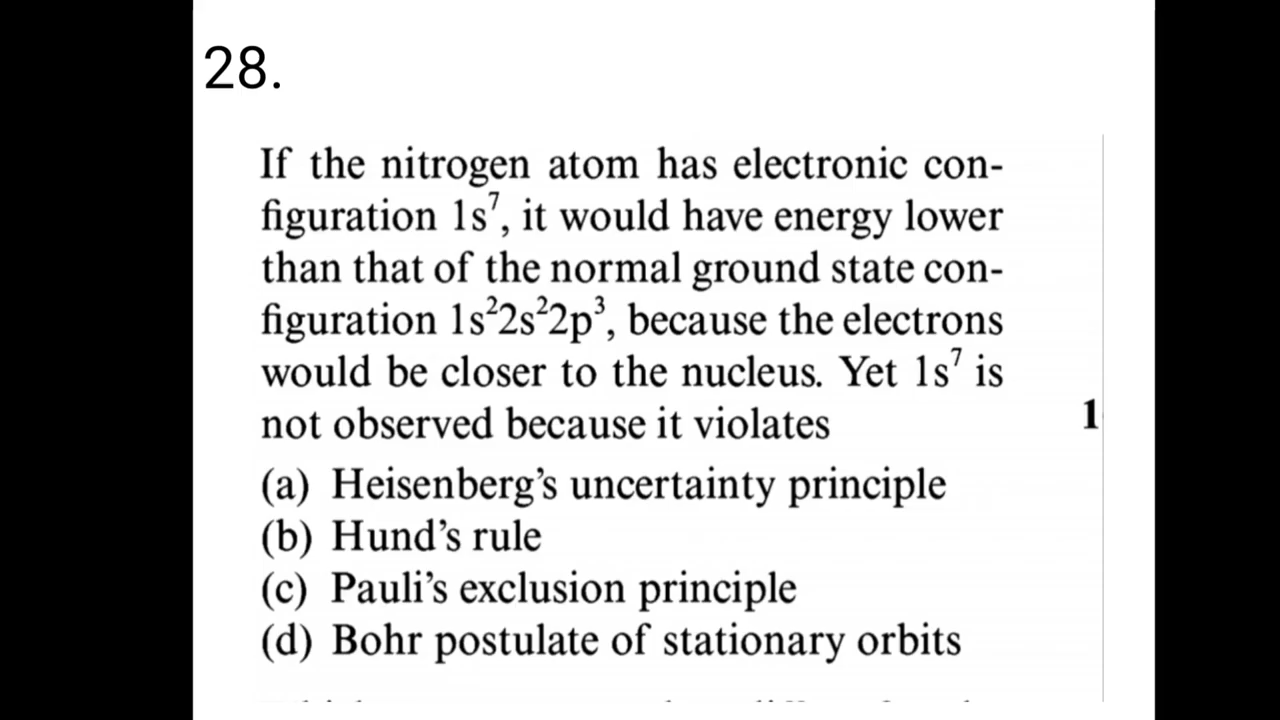 28.
If the nitrogen atom has electronic con-
figuration 1s⁷, it would have energy lower
than that of the normal ground state con-
figuration 1s²2s²2p³, because the electrons
would be closer to the nucleus. Yet 1s⁷ is
not observed because it violates
1
(a) Heisenberg's uncertainty principle
(b) Hund's rule
(c) Pauli's exclusion principle
(d) Bohr postulate of stationary orbits